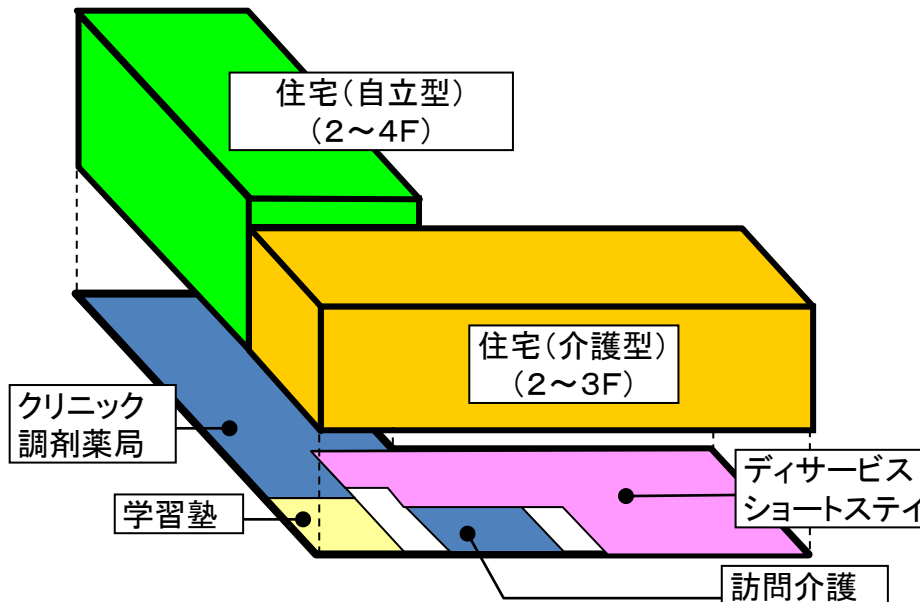 住宅(自立型)
(2~4F)
住宅(介護型)
(2~3F)
クリニック
調剤薬局
学習塾
ディサービス
ショートステイ
訪問介護